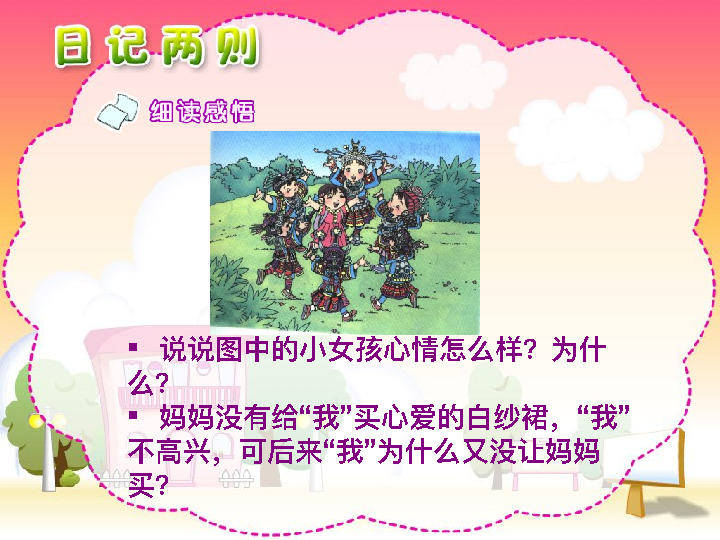 日记两则
细读感悟
▪ 说说图中的小女孩心情怎么样？为什
么？
▪ 妈妈没有给“我”买心爱的白纱裙，“我”
不高兴，可后来“我”为什么又没让妈妈
买？